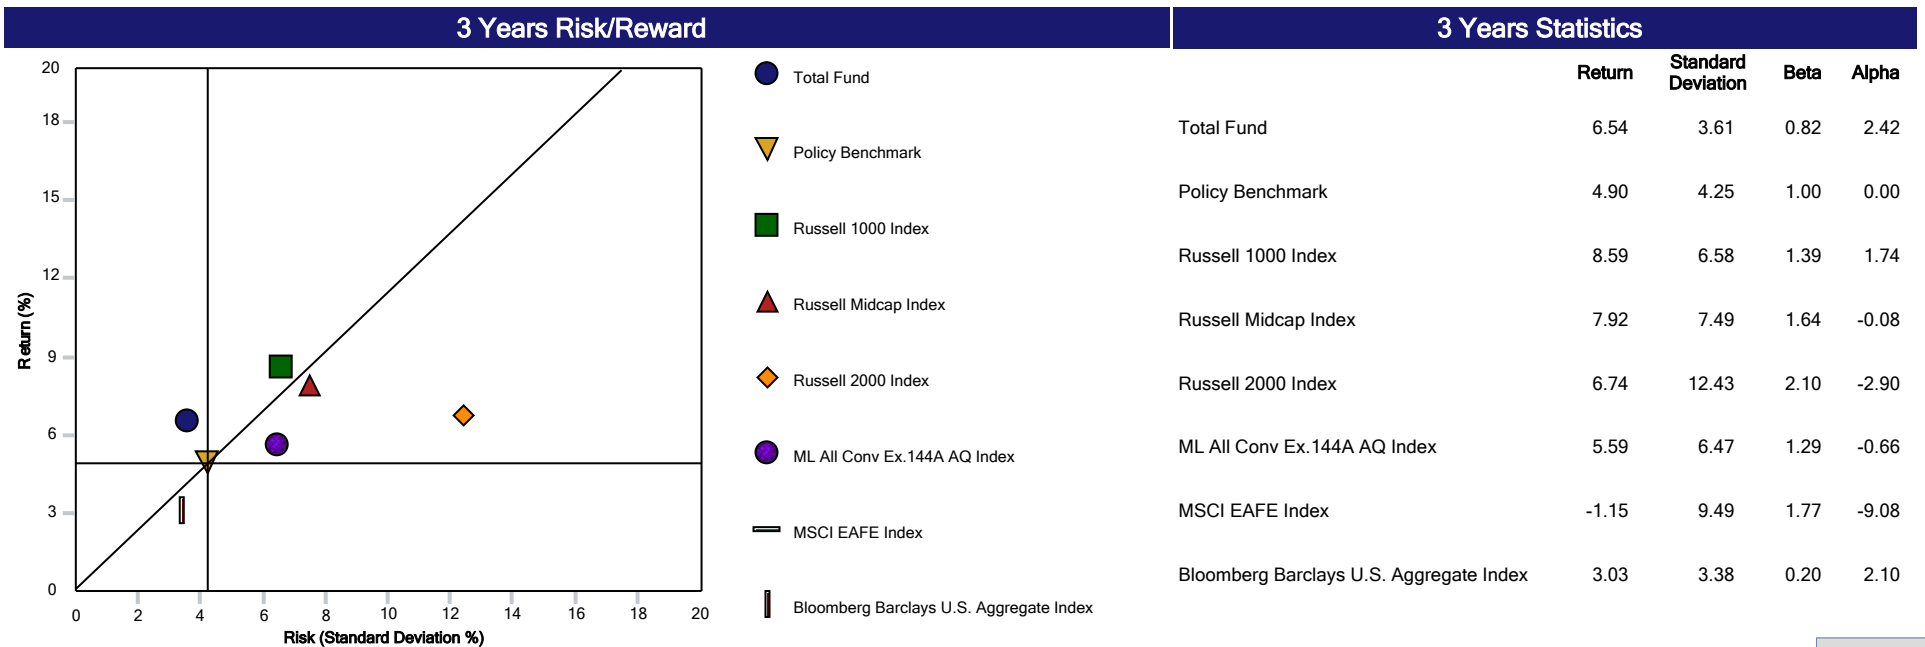 3 Years Risk/Reward
20
18
15
12
9
6
3
0
Return (%)
0 2 4 6 8 10 12 14 16 18 20
Risk (Standard Deviation %)
Total Fund
Policy Benchmark
Russell 1000 Index
Russell Midcap Index
Russell 2000 Index
ML All Conv Ex.144A AQ Index
MSCI EAFE Index
Bloomberg Barclays U.S. Aggregate Index
3 Years Statistics
Return Standard Deviation Beta Alpha
Total Fund 6.54 3.61 0.82 2.42
Policy Benchmark 4.90 4.25 1.00 0.00
Russell 1000 Index 8.59 6.58 1.39 1.74
Russell Midcap Index 7.92 7.49 1.64 -0.08
Russell 2000 Index 6.74 12.43 2.10 -2.90
ML All Conv Ex.144A AQ Index 5.59 6.47 1.29 -0.66
MSCI EAFE Index -1.15 9.49 1.77 -9.08
Bloomberg Barclays U.S. Aggregate Index 3.03 3.38 0.20 2.10